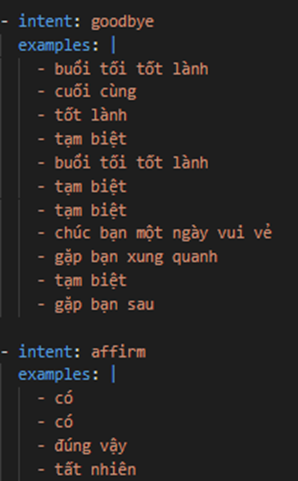 - intent: goodbye
examples: |
- buổi tối tốt lành
- cuối cùng
- tốt lành
- tạm biệt
- buổi tối tốt lành
- tạm biệt
- tạm biệt
- chúc bạn một ngày vui vẻ
- gặp bạn xung quanh
- tạm biệt
- gặp bạn sau
- intent: affirm
examples: |
- có
- có
- đúng vậy
- tất nhiên